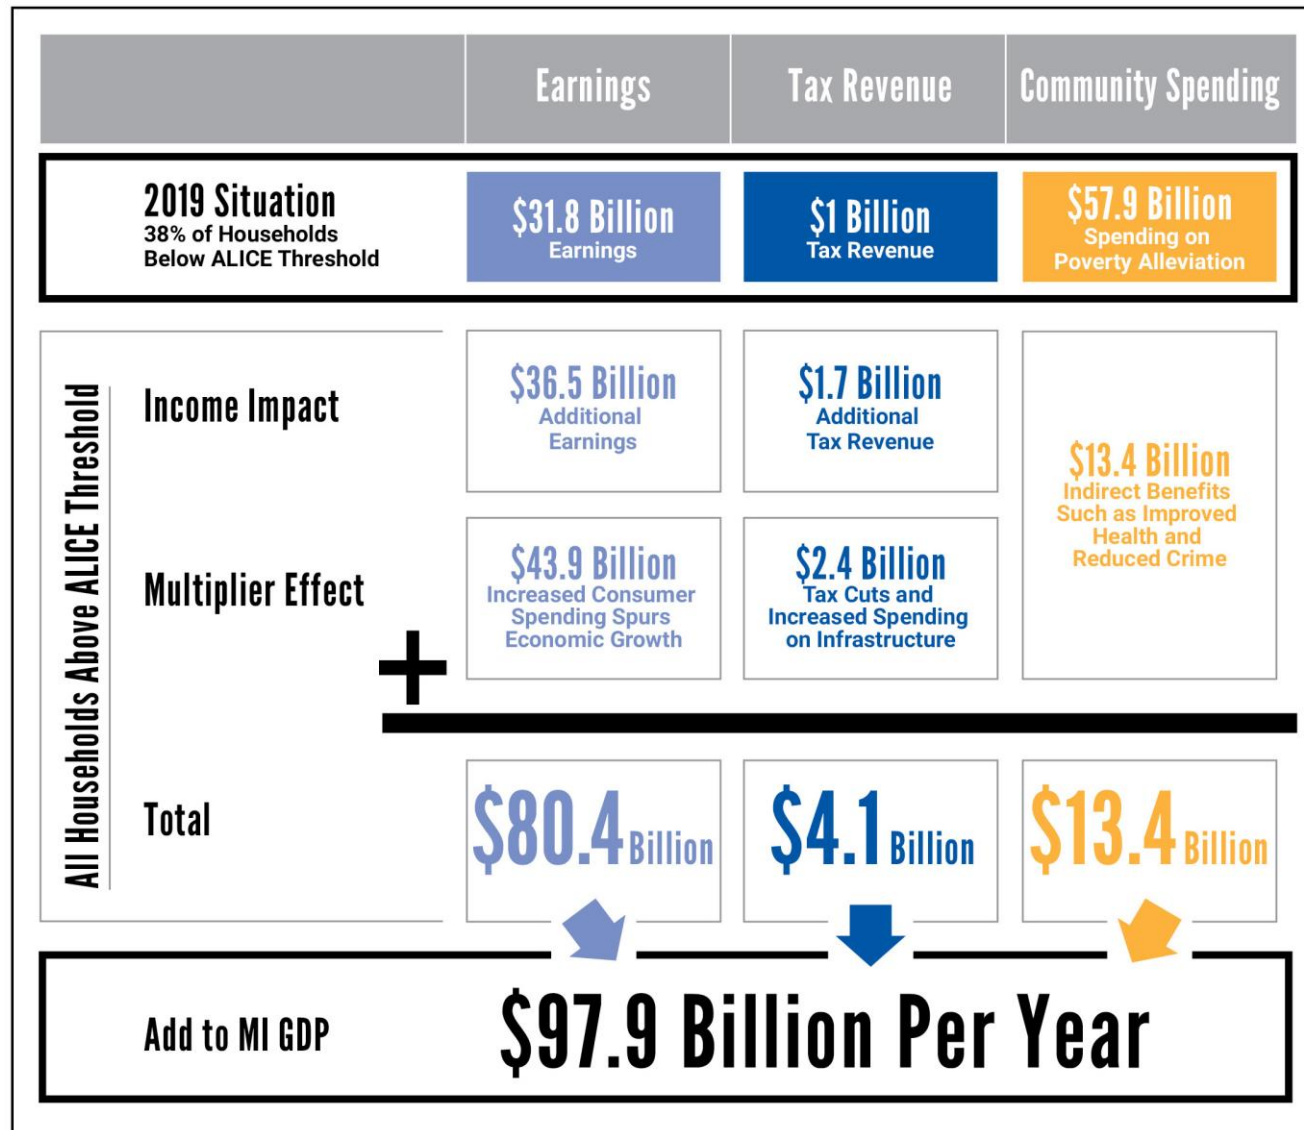 Earnings
Tax Revenue
Community Spending
2019 Situation
38% of Households
Below ALICE Threshold
$31.8 Billion
Earnings
$1 Billion
Tax Revenue
$57.9 Billion
Spending on
Poverty Alleviation
All Households Above ALICE Threshold
Income Impact
$36.5 Billion
Additional
Earnings
$1.7 Billion
Additional
Tax Revenue
$13.4 Billion
Indirect Benefits
Such as Improved
Health and
Reduced Crime
Multiplier Effect
$43.9 Billion
Increased Consumer
Spending Spurs
Economic Growth
$2.4 Billion
Tax Cuts and
Increased Spending
on Infrastructure
+
Total
$80.4 Billion
$4.1 Billion
$13.4 Billion
Add to MI GDP
$97.9 Billion Per Year